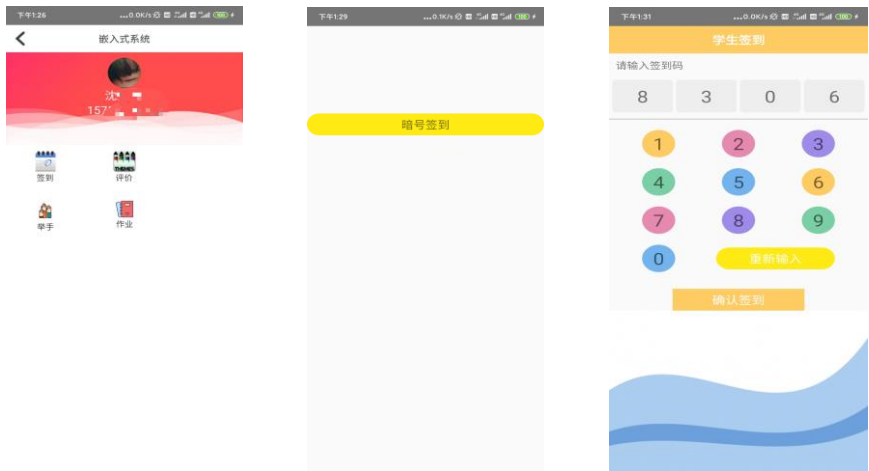 下午1:26
...0.0K/s
嵌入式系统
沈
157
签到
评价
举手
作业
下午1:29
...0.1K/s
暗号签到
下午1:31
...0.0K/s
学生签到
请输入签到码
8 3 0 6
1 2 3
4 5 6
7 8 9
0 重新输入
确认签到